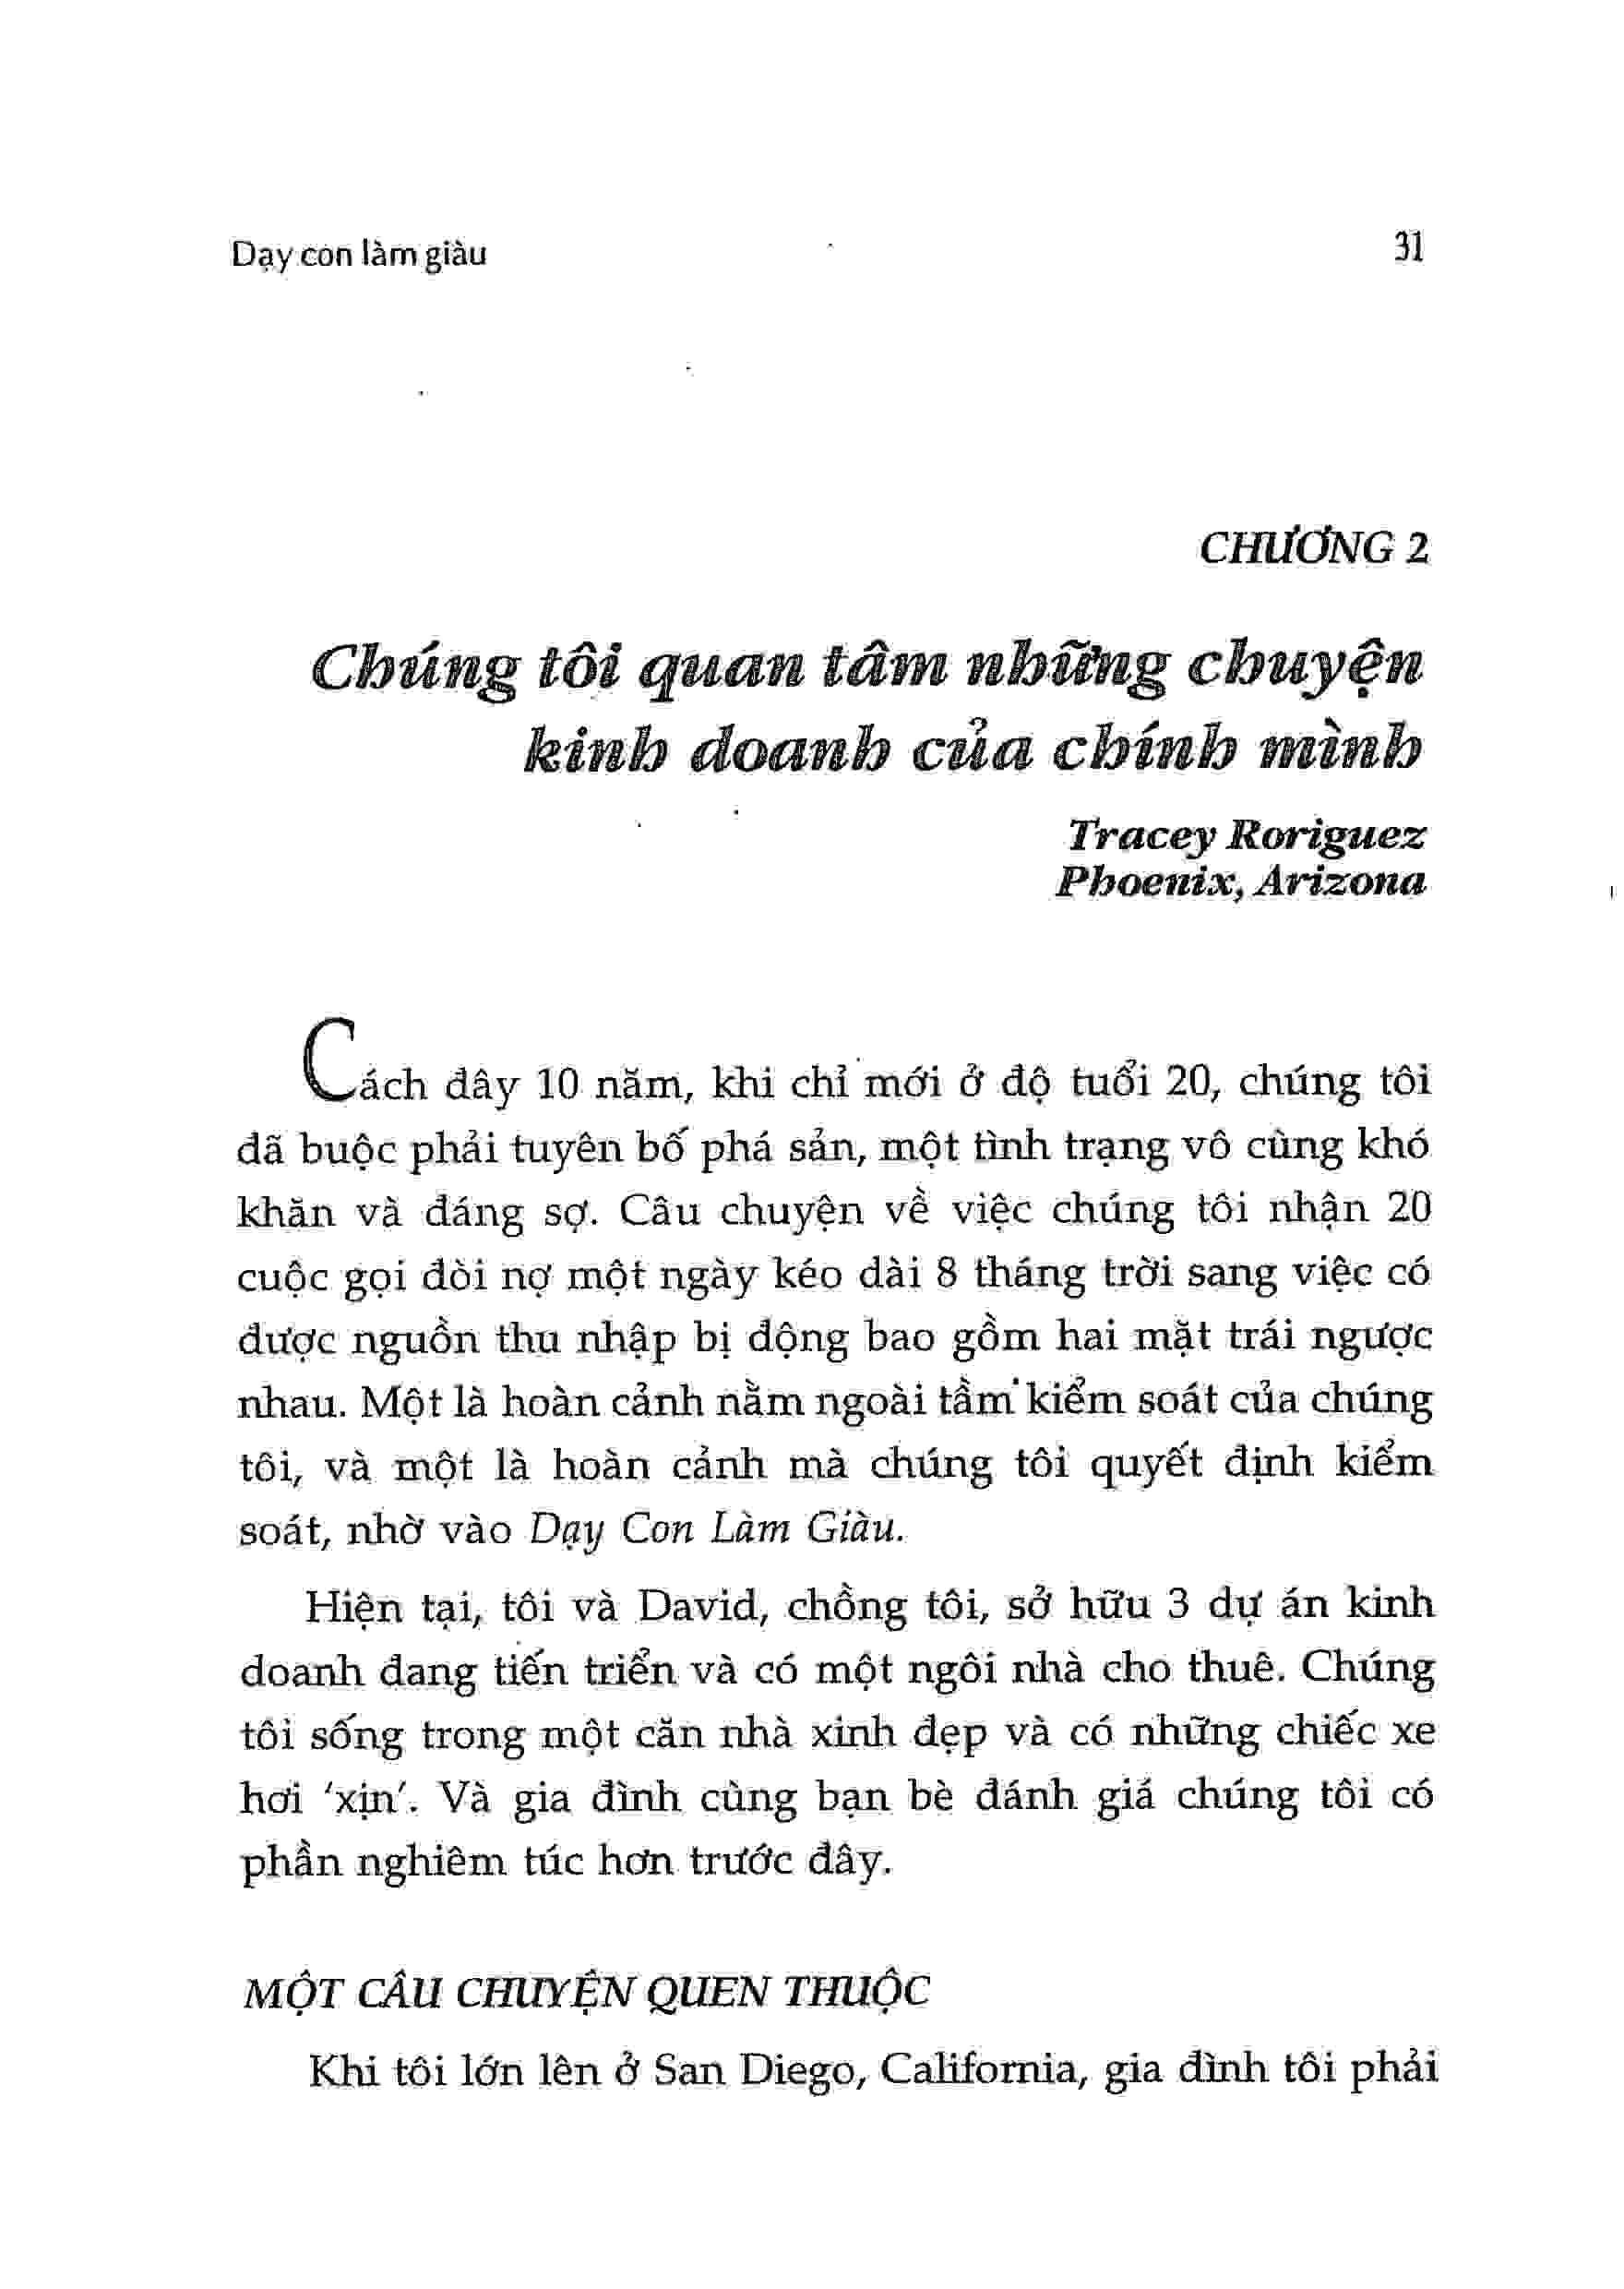 Dạy con làm giàu 31
CHƯƠNG 2
Chúng tôi quan tâm những chuyện
kinh doanh của chính mình
Tracey Roriguez
Phoenix, Arizona
Cách đây 10 năm, khi chỉ mới ở độ tuổi 20, chúng tôi
đã buộc phải tuyên bố phá sản, một tình trạng vô cùng khó
khăn và đáng sợ. Câu chuyện về việc chúng tôi nhận 20
cuộc gọi đòi nợ một ngày kéo dài 8 tháng trời sang việc có
được nguồn thu nhập bị động bao gồm hai mặt trái ngược
nhau. Một là hoàn cảnh nằm ngoài tầm kiểm soát của chúng
tôi, và một là hoàn cảnh mà chúng tôi quyết định kiểm
soát, nhờ vào Dạy Con Làm Giàu.
Hiện tại, tôi và David, chồng tôi, sở hữu 3 dự án kinh
doanh đang tiến triển và có một ngôi nhà cho thuê. Chúng
tôi sống trong một căn nhà xinh đẹp và có những chiếc xe
hơi ‘xịn’. Và gia đình cùng bạn bè đánh giá chúng tôi có
phần nghiêm túc hơn trước đây.
MỘT CÂU CHUYỆN QUEN THUỘC
Khi tôi lớn lên ở San Diego, California, gia đình tôi phải